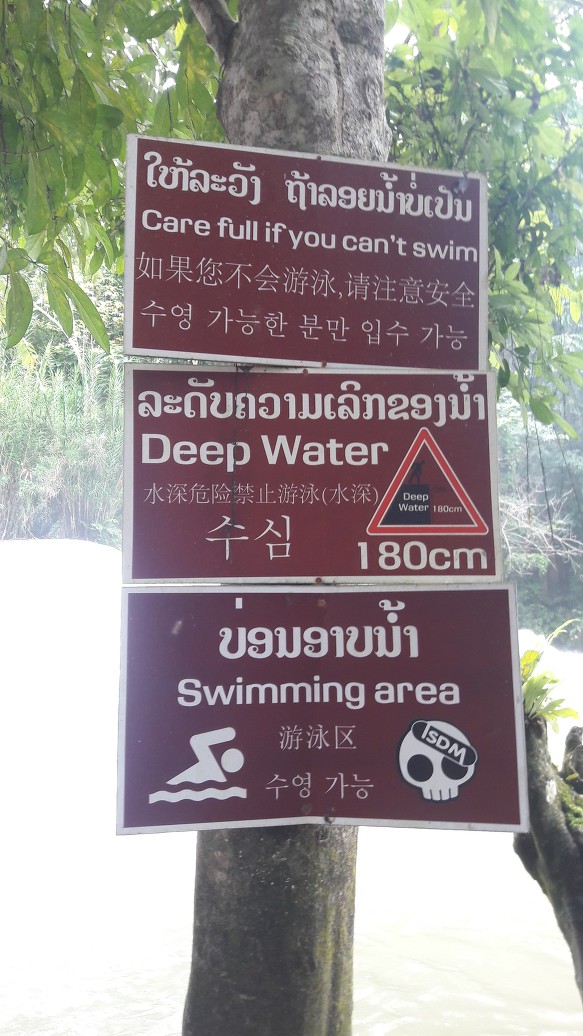 ໃຫ້ລະວັງ ຖ້າລອຍນ້ຳບໍ່ເປັນ
Care full if you can't swim
如果您不会游泳,请注意安全
수영 가능한 분만 입수 가능
ລະດັບຄວາມເລິກຂອງນ້ຳ
Deep Water
水深危险禁止游泳(水深)
수심
Deep
Water 180cm
180cm
ບ່ອນອາບນ້ຳ
Swimming area
游泳区
수영 가능
ISDM